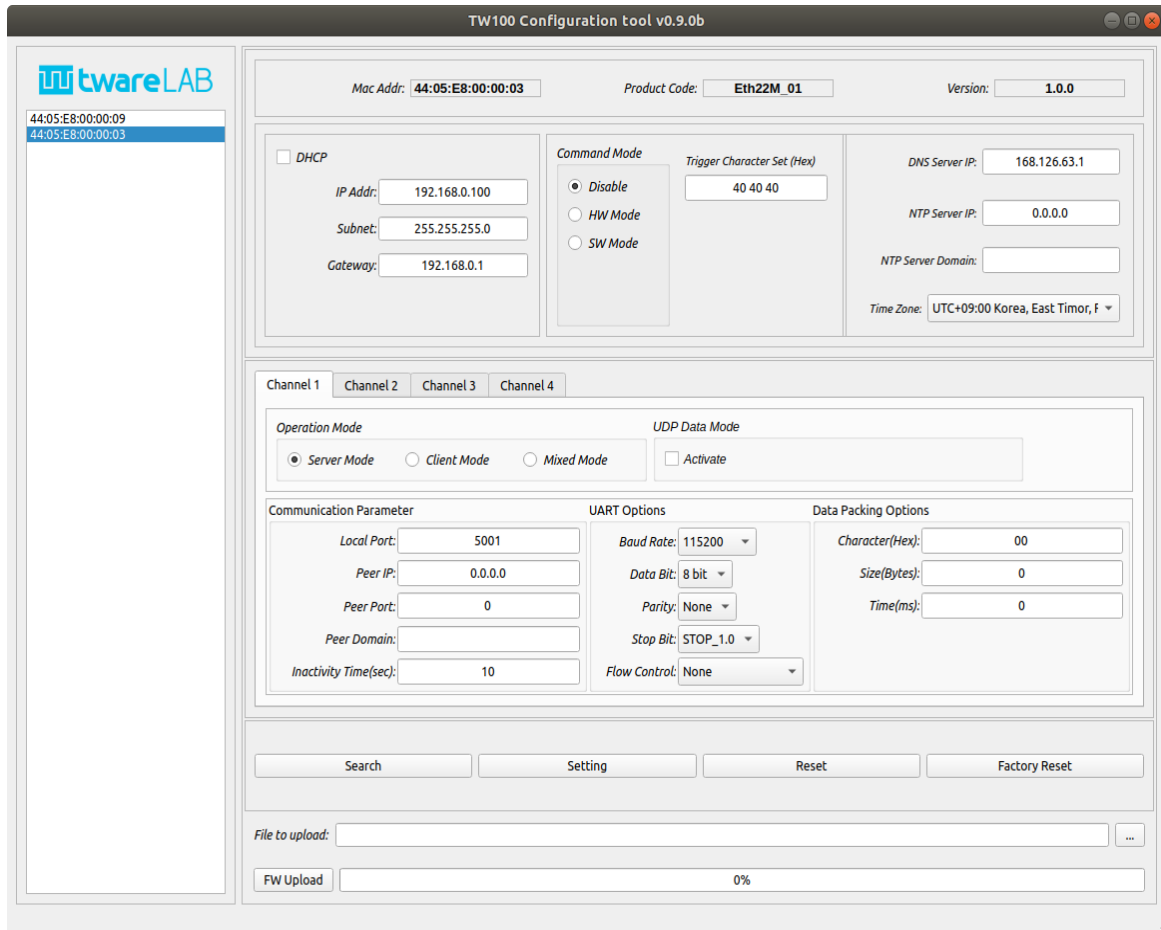 TW100 Configuration tool v0.9.0b
twareLAB
44:05:E8:00:00:09
44:05:E8:00:00:03
Mac Addr: 44:05:E8:00:00:03 Product Code: Eth22M_01 Version: 1.0.0
DHCP
IP Addr: 192.168.0.100
Subnet: 255.255.255.0
Gateway: 192.168.0.1
Command Mode
Disable
HW Mode
SW Mode
Trigger Character Set (Hex)
40 40 40
DNS Server IP: 168.126.63.1
NTP Server IP: 0.0.0.0
NTP Server Domain:
Time Zone: UTC+09:00 Korea, East Timor, F
Channel 1 Channel 2 Channel 3 Channel 4
Operation Mode
Server Mode Client Mode Mixed Mode
UDP Data Mode
Activate
Communication Parameter
Local Port: 5001
Peer IP: 0.0.0.0
Peer Port: 0
Peer Domain:
Inactivity Time(sec): 10
UART Options
Baud Rate: 115200
Data Bit: 8 bit
Parity: None
Stop Bit: STOP_1.0
Flow Control: None
Data Packing Options
Character(Hex): 00
Size(Bytes): 0
Time(ms): 0
Search Setting Reset Factory Reset
File to upload: ...
FW Upload 0%